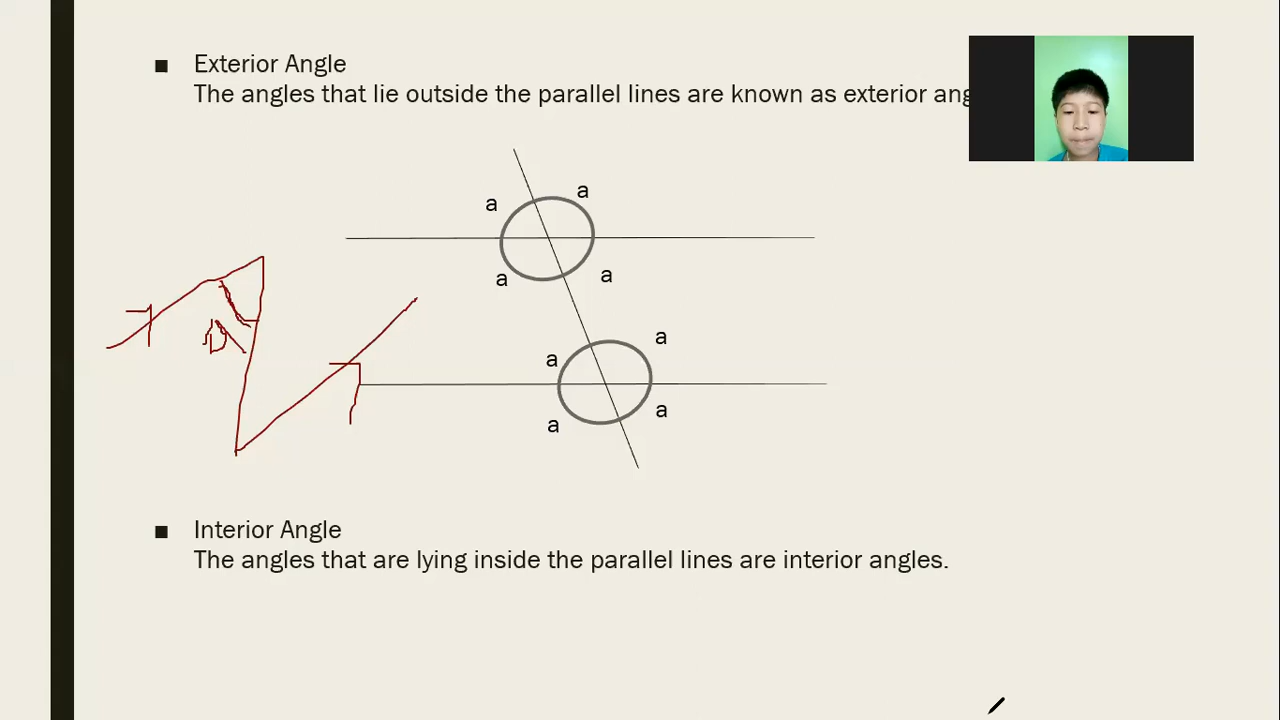 Exterior Angle
The angles that lie outside the parallel lines are known as exterior ang
a
a
a
a
a
a
a
a
Interior Angle
The angles that are lying inside the parallel lines are interior angles.